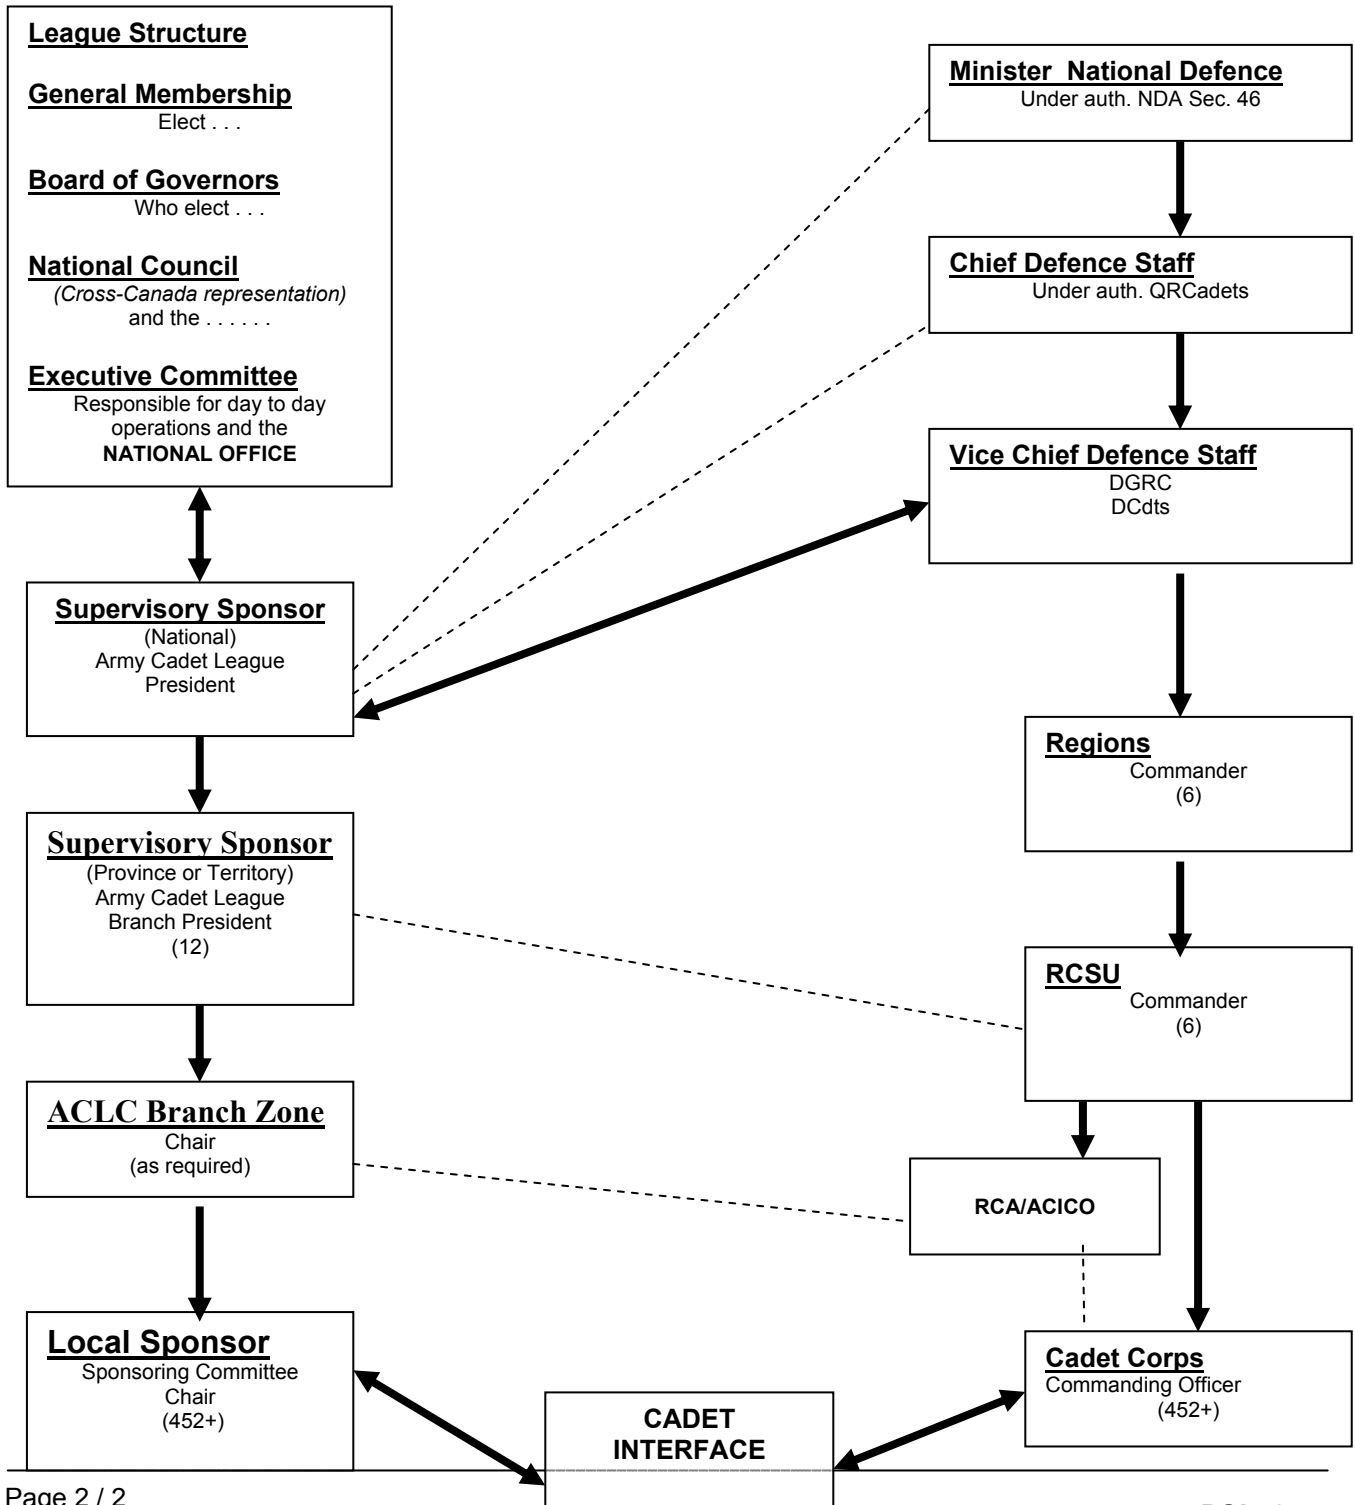 League Structure
General Membership
Elect . . .
Board of Governors
Who elect . . .
National Council
(Cross-Canada representation)
and the . . . . . .
Executive Committee
Responsible for day to day
operations and the
NATIONAL OFFICE
Supervisory Sponsor
(National)
Army Cadet League
President
Supervisory Sponsor
(Province or Territory)
Army Cadet League
Branch President
(12)
ACLC Branch Zone
Chair
(as required)
Local Sponsor
Sponsoring Committee
Chair
(452+)
Minister National Defence
Under auth. NDA Sec. 46
Chief Defence Staff
Under auth. QRCadets
Vice Chief Defence Staff
DGRC
DCdts
Regions
Commander
(6)
RCSU
Commander
(6)
RCA/ACICO
Cadet Corps
Commanding Officer
(452+)
CADET
INTERFACE
Page 2 / 2